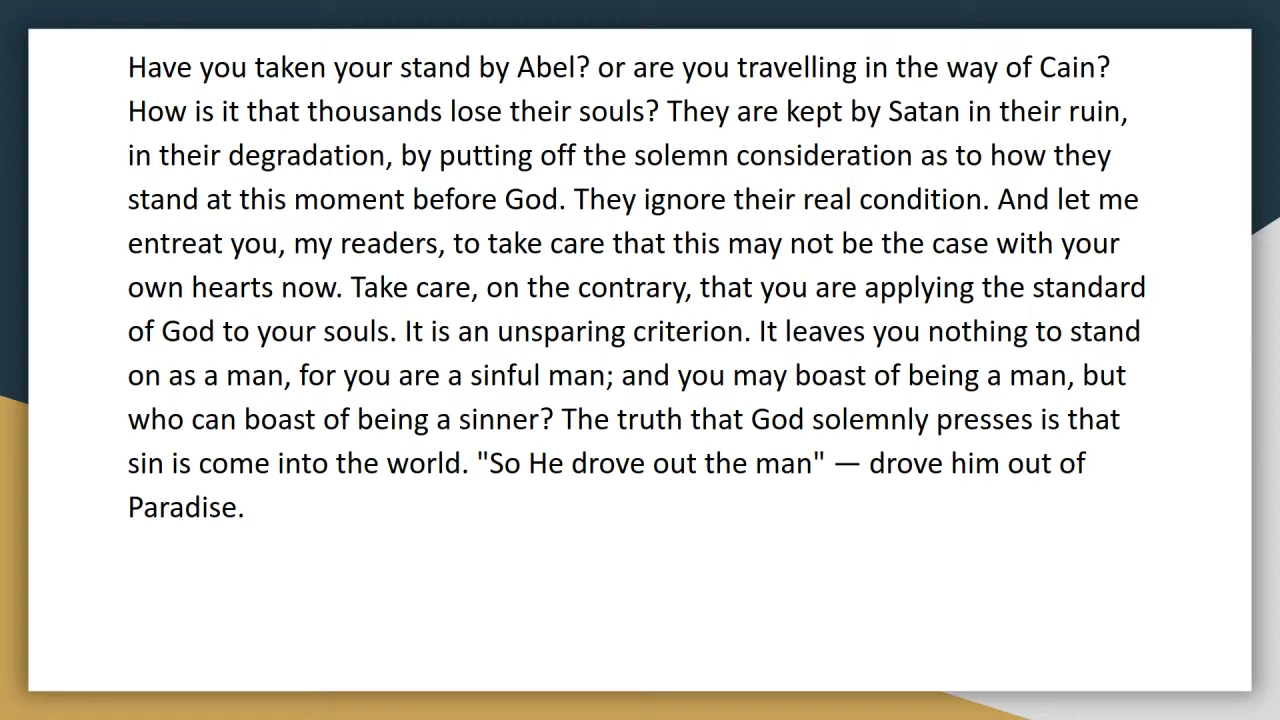 Have you taken your stand by Abel? or are you travelling in the way of Cain?
How is it that thousands lose their souls? They are kept by Satan in their ruin,
in their degradation, by putting off the solemn consideration as to how they
stand at this moment before God. They ignore their real condition. And let me
entreat you, my readers, to take care that this may not be the case with your
own hearts now. Take care, on the contrary, that you are applying the standard
of God to your souls. It is an unsparing criterion. It leaves you nothing to stand
on as a man, for you are a sinful man; and you may boast of being a man, but
who can boast of being a sinner? The truth that God solemnly presses is that
sin is come into the world. "So He drove out the man" — drove him out of
Paradise.